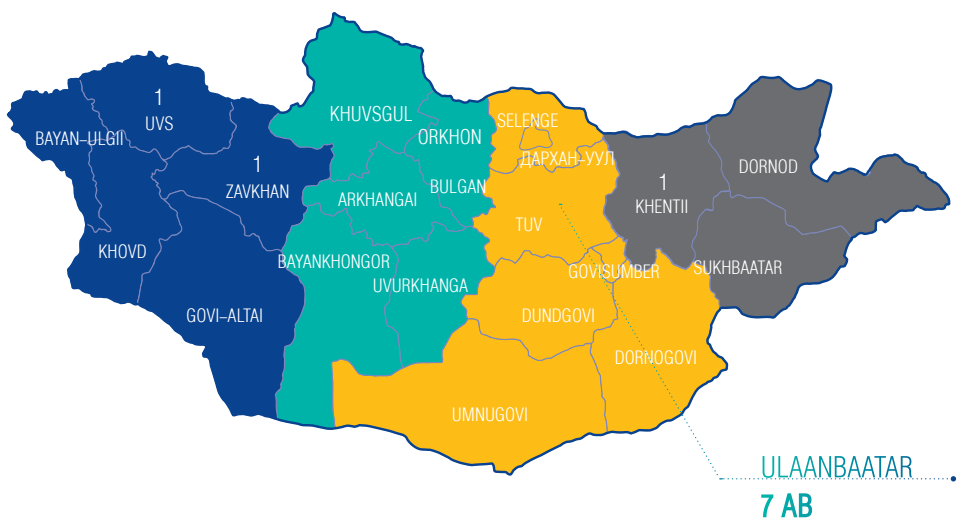 1
UVS
BAYAN–ULGII
1
ZAVKHAN
KHOVD
GOVI–ALTAI
KHUVSGUL
ORKHON
BULGAN
ARKHANGAI
BAYANKHONGOR
UVURKHANGA
SELENGE
ДАРХАН–УУЛ
TUV
GOVISUMBER
DUNDGOVI
DORNOGOVI
UMNUGOVI
1
KHENTII
DORNOD
SUKHBAATAR
ULAANBAATAR
7 AB